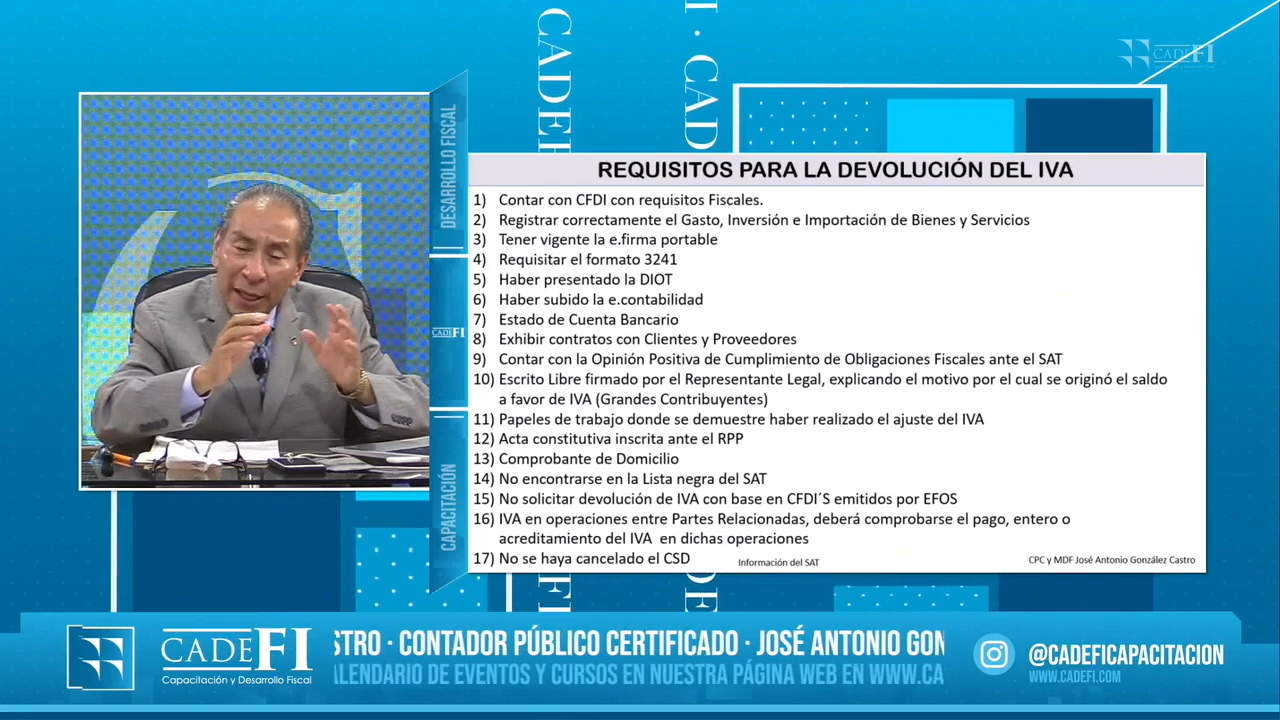 CADEFI
I · CAD
CADEFI
DESARROLLO FISCAL
REQUISITOS PARA LA DEVOLUCIÓN DEL IVA
1) Contar con CFDI con requisitos Fiscales.
2) Registrar correctamente el Gasto, Inversión e Importación de Bienes y Servicios
3) Tener vigente la e.firma portable
4) Requisitar el formato 3241
5) Haber presentado la DIOT
6) Haber subido la e.contabilidad
7) Estado de Cuenta Bancario
8) Exhibir contratos con Clientes y Proveedores
9) Contar con la Opinión Positiva de Cumplimiento de Obligaciones Fiscales ante el SAT
10) Escrito Libre firmado por el Representante Legal, explicando el motivo por el cual se originó el saldo
a favor de IVA (Grandes Contribuyentes)
11) Papeles de trabajo donde se demuestre haber realizado el ajuste del IVA
12) Acta constitutiva inscrita ante el RPP
13) Comprobante de Domicilio
14) No encontrarse en la Lista negra del SAT
15) No solicitar devolución de IVA con base en CFDI´S emitidos por EFOS
16) IVA en operaciones entre Partes Relacionadas, deberá comprobarse el pago, entero o
acreditamiento del IVA en dichas operaciones
17) No se haya cancelado el CSD
Información del SAT
CPC y MDF José Antonio González Castro
CADEFI
CAPACITACIÓN
CADEFI
Capacitación y Desarrollo Fiscal
STRO · CONTADOR PÚBLICO CERTIFICADO · JOSÉ ANTONIO GON
ALENDARIO DE EVENTOS Y CURSOS EN NUESTRA PÁGINA WEB EN WWW.CA
@CADEFICAPACITACION
WWW.CADEFI.COM